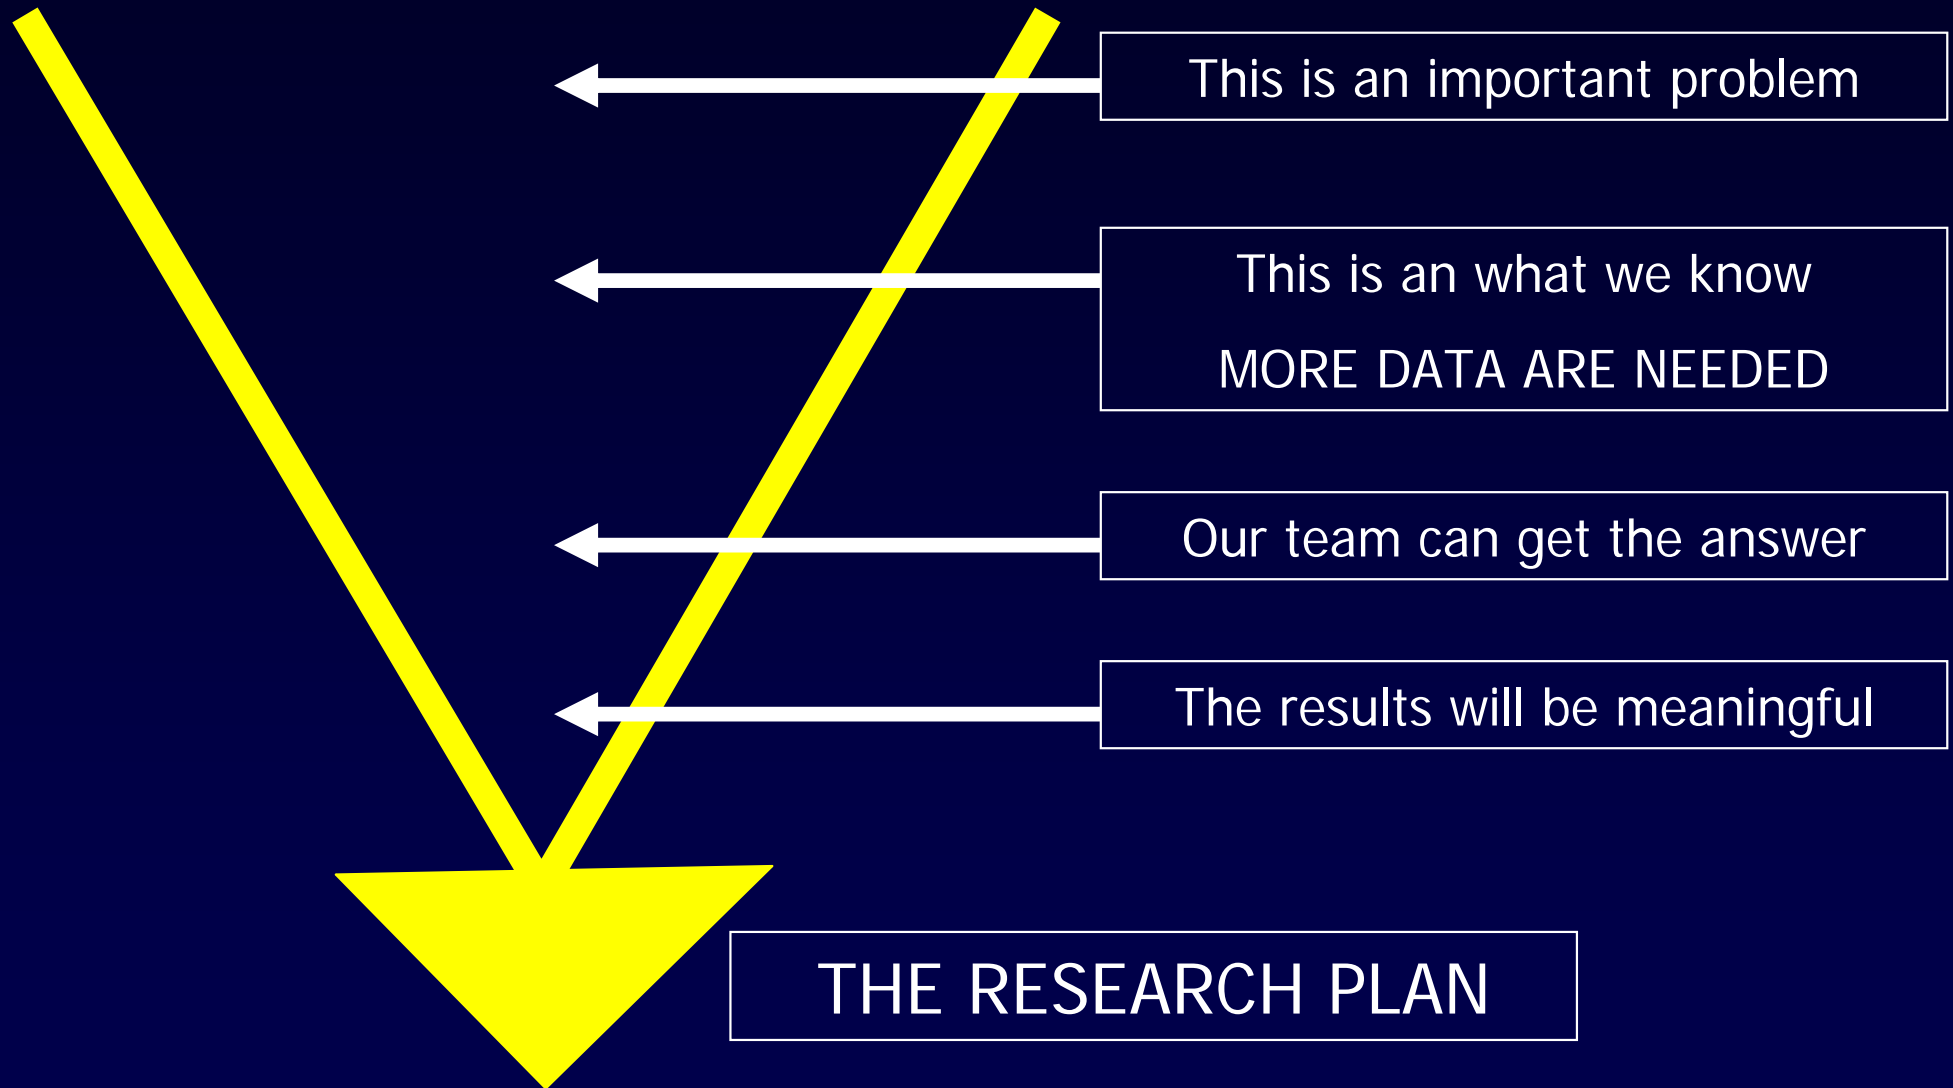 This is an important problem
This is an what we know
MORE DATA ARE NEEDED
Our team can get the answer
The results will be meaningful
THE RESEARCH PLAN